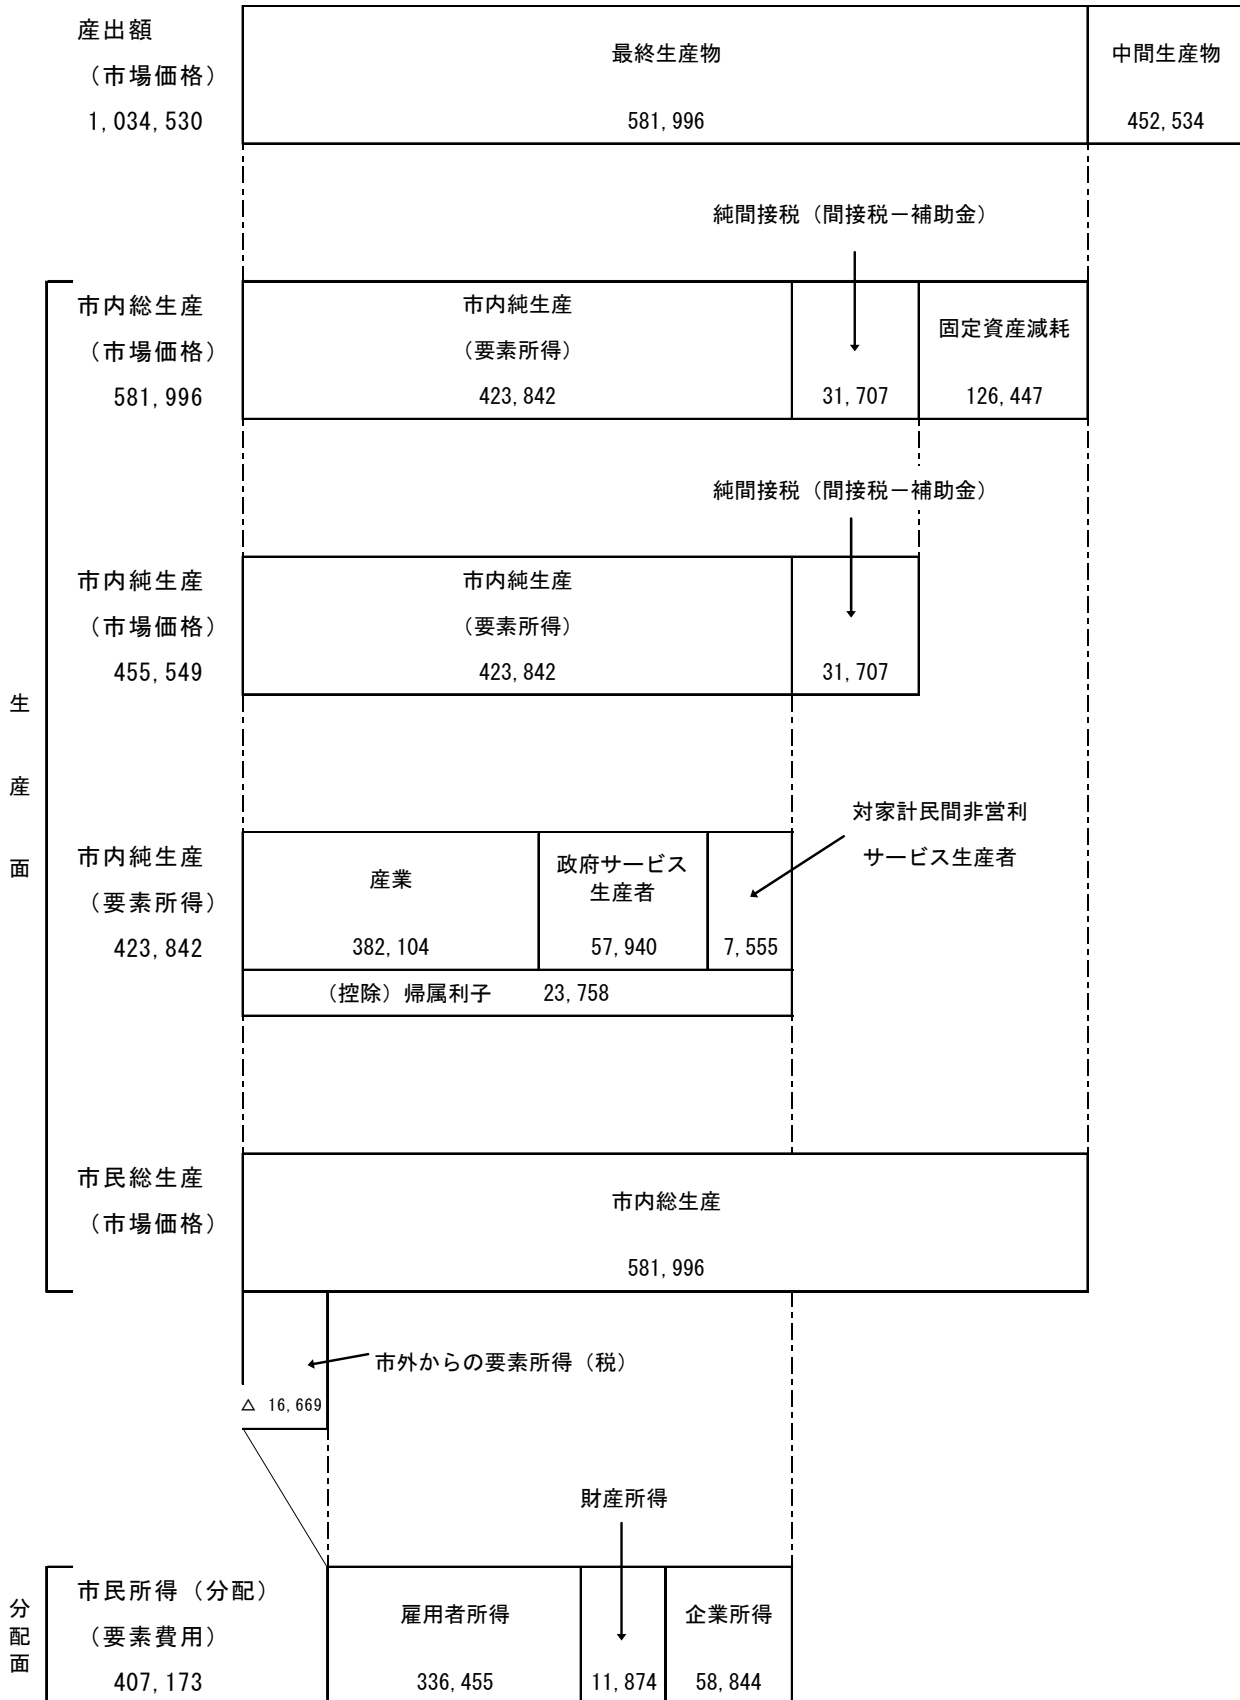 産出額
（市場価格）
1,034,530
最終生産物
581,996
中間生産物
452,534
純間接税（間接税－補助金）
生産面
市内総生産
（市場価格）
581,996
市内純生産
（要素所得）
423,842
31,707
固定資産減耗
126,447
純間接税（間接税－補助金）
市内純生産
（市場価格）
455,549
市内純生産
（要素所得）
423,842
31,707
対家計民間非営利
サービス生産者
市内純生産
（要素所得）
423,842
産業
382,104
政府サービス
生産者
57,940
7,555
（控除）帰属利子　23,758
市民総生産
（市場価格）
市内総生産
581,996
市外からの要素所得（税）
△ 16,669
財産所得
分配面
市民所得（分配）
（要素費用）
407,173
雇用者所得
336,455
11,874
企業所得
58,844